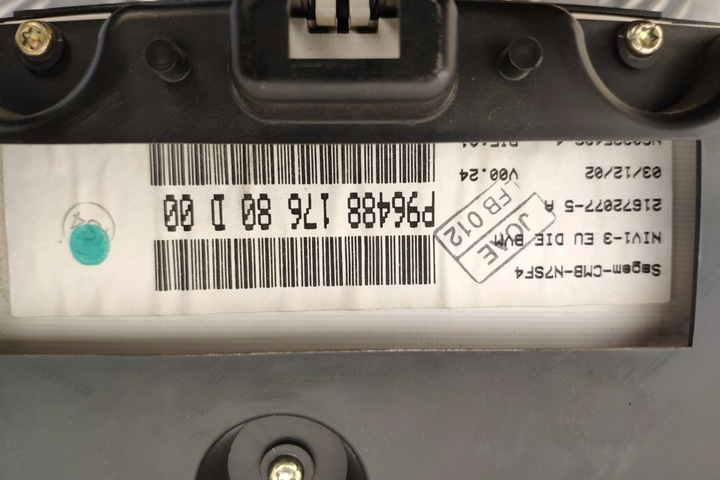 Sagem-CMB-N7SF4
NIV1-3 EU DIE BVM
21672077-5 A
03/12/02 V00.24
P96488 176 80 D 00
JCAE
FB 012